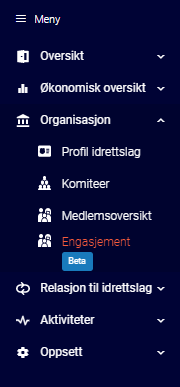 Meny
Oversikt
Økonomisk oversikt
Organisasjon
Profil idrettslag
Komiteer
Medlemsoversikt
Engasjement
Beta
Relasjon til idrettslag
Aktiviteter
Oppsett